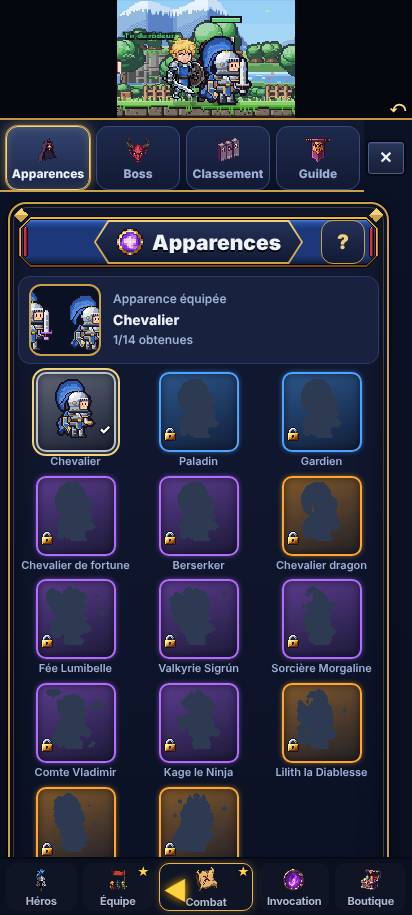 Apparences
Boss
Classement
Guilde
×
Apparences
?
Apparence équipée
Chevalier
1/14 obtenues
Chevalier
Paladin
Gardien
Chevalier de fortune
Berserker
Chevalier dragon
Fée Lumibelle
Valkyrie Sigrún
Sorcière Morgaline
Comte Vladimir
Kage le Ninja
Lilith la Diablesse
Héros
Équipe
Combat
Invocation
Boutique